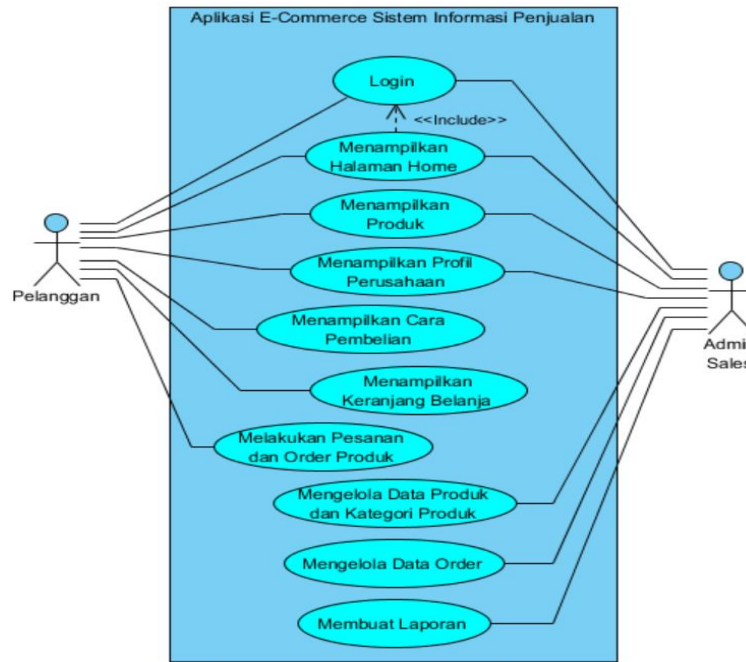 Aplikasi E-Commerce Sistem Informasi Penjualan
Login
<<Include>>
Menampilkan
Halaman Home
Menampilkan
Produk
Menampilkan Profil
Perusahaan
Pelanggan
Menampilkan Cara
Pembelian
Admin
Sales
Menampilkan
Keranjang Belanja
Melakukan Pesanan
dan Order Produk
Mengelola Data Produk
dan Kategori Produk
Mengelola Data Order
Membuat Laporan